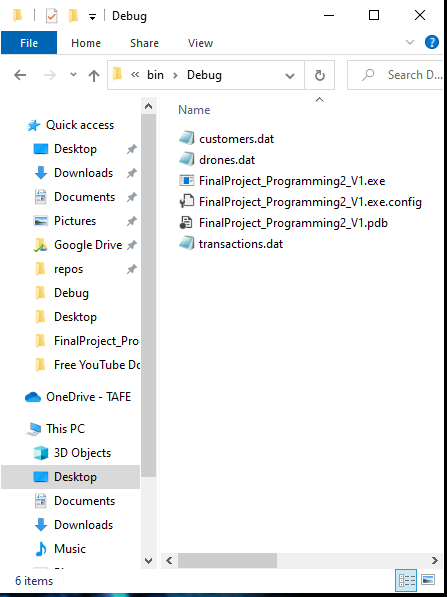 Debug
File Home Share View
bin Debug
Search D...
Name
Quick access
Desktop
Downloads
Documents
Pictures
Google Drive
repos
Debug
Desktop
FinalProject_Pro
Free YouTube Do
OneDrive - TAFE
This PC
3D Objects
Desktop
Documents
Downloads
Music
customers.dat
drones.dat
FinalProject_Programming2_V1.exe
FinalProject_Programming2_V1.exe.config
FinalProject_Programming2_V1.pdb
transactions.dat
6 items